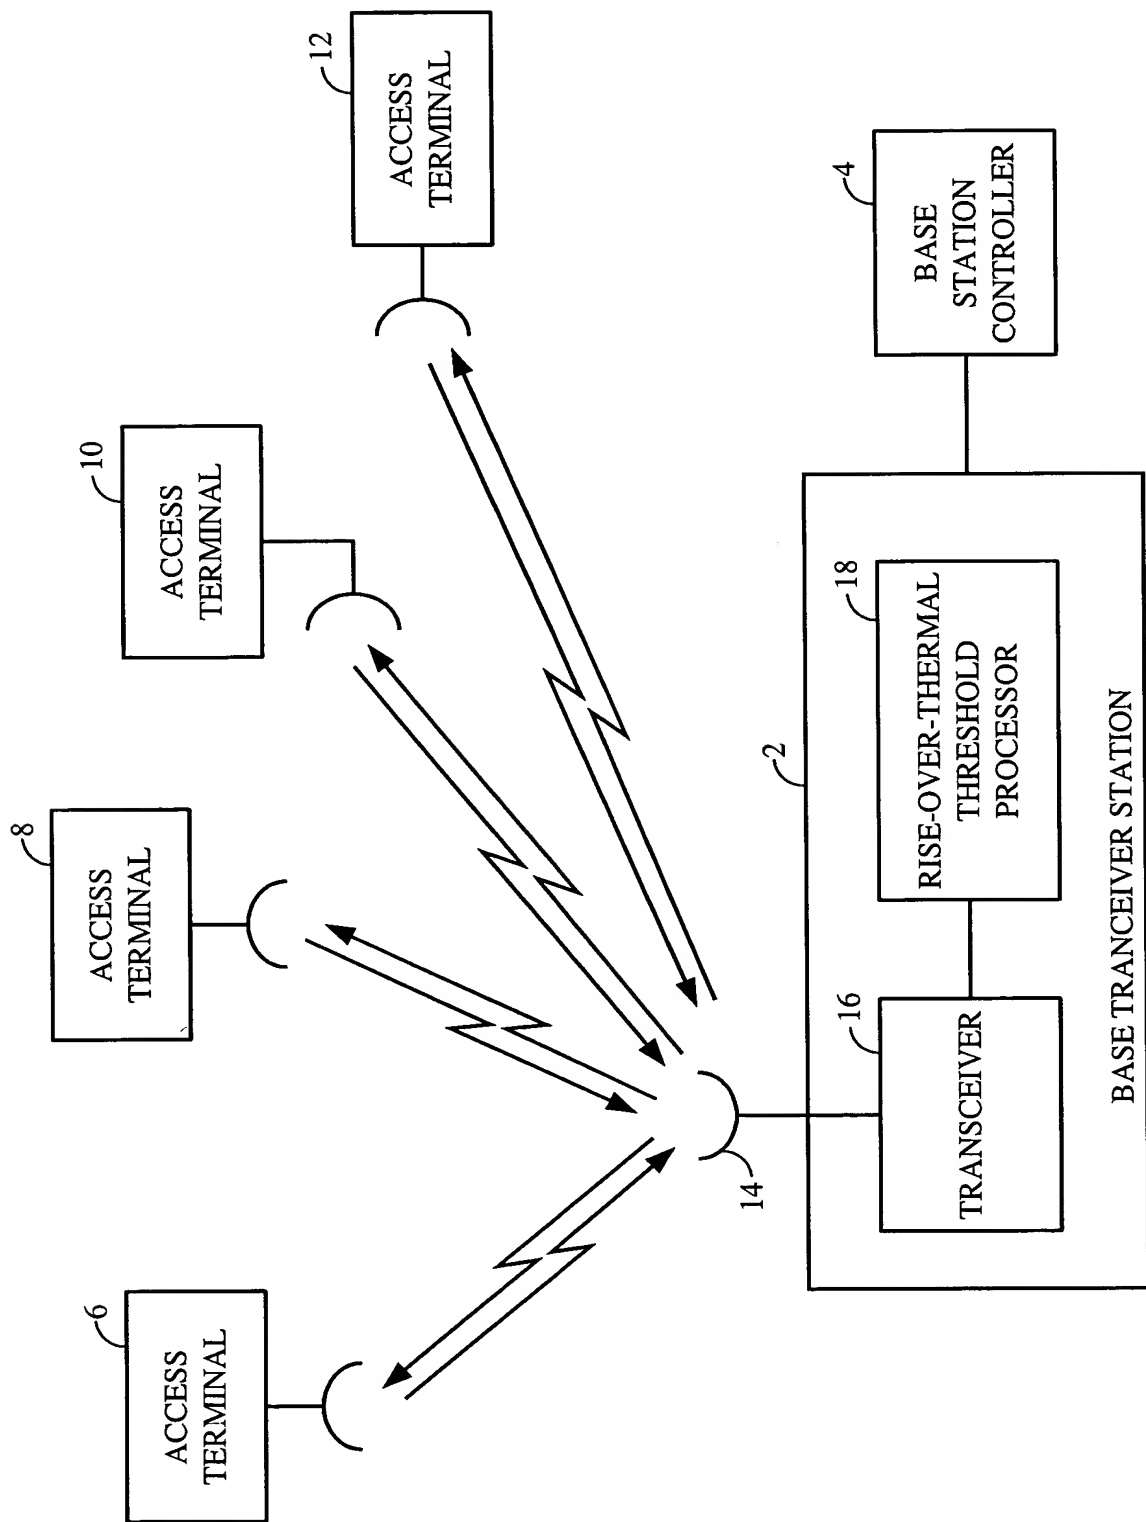 6
ACCESS
TERMINAL
8
ACCESS
TERMINAL
10
ACCESS
TERMINAL
12
ACCESS
TERMINAL
14
2
16
TRANSCEIVER
18
RISE-OVER-THERMAL
THRESHOLD
PROCESSOR
BASE TRANCEIVER STATION
4
BASE
STATION
CONTROLLER